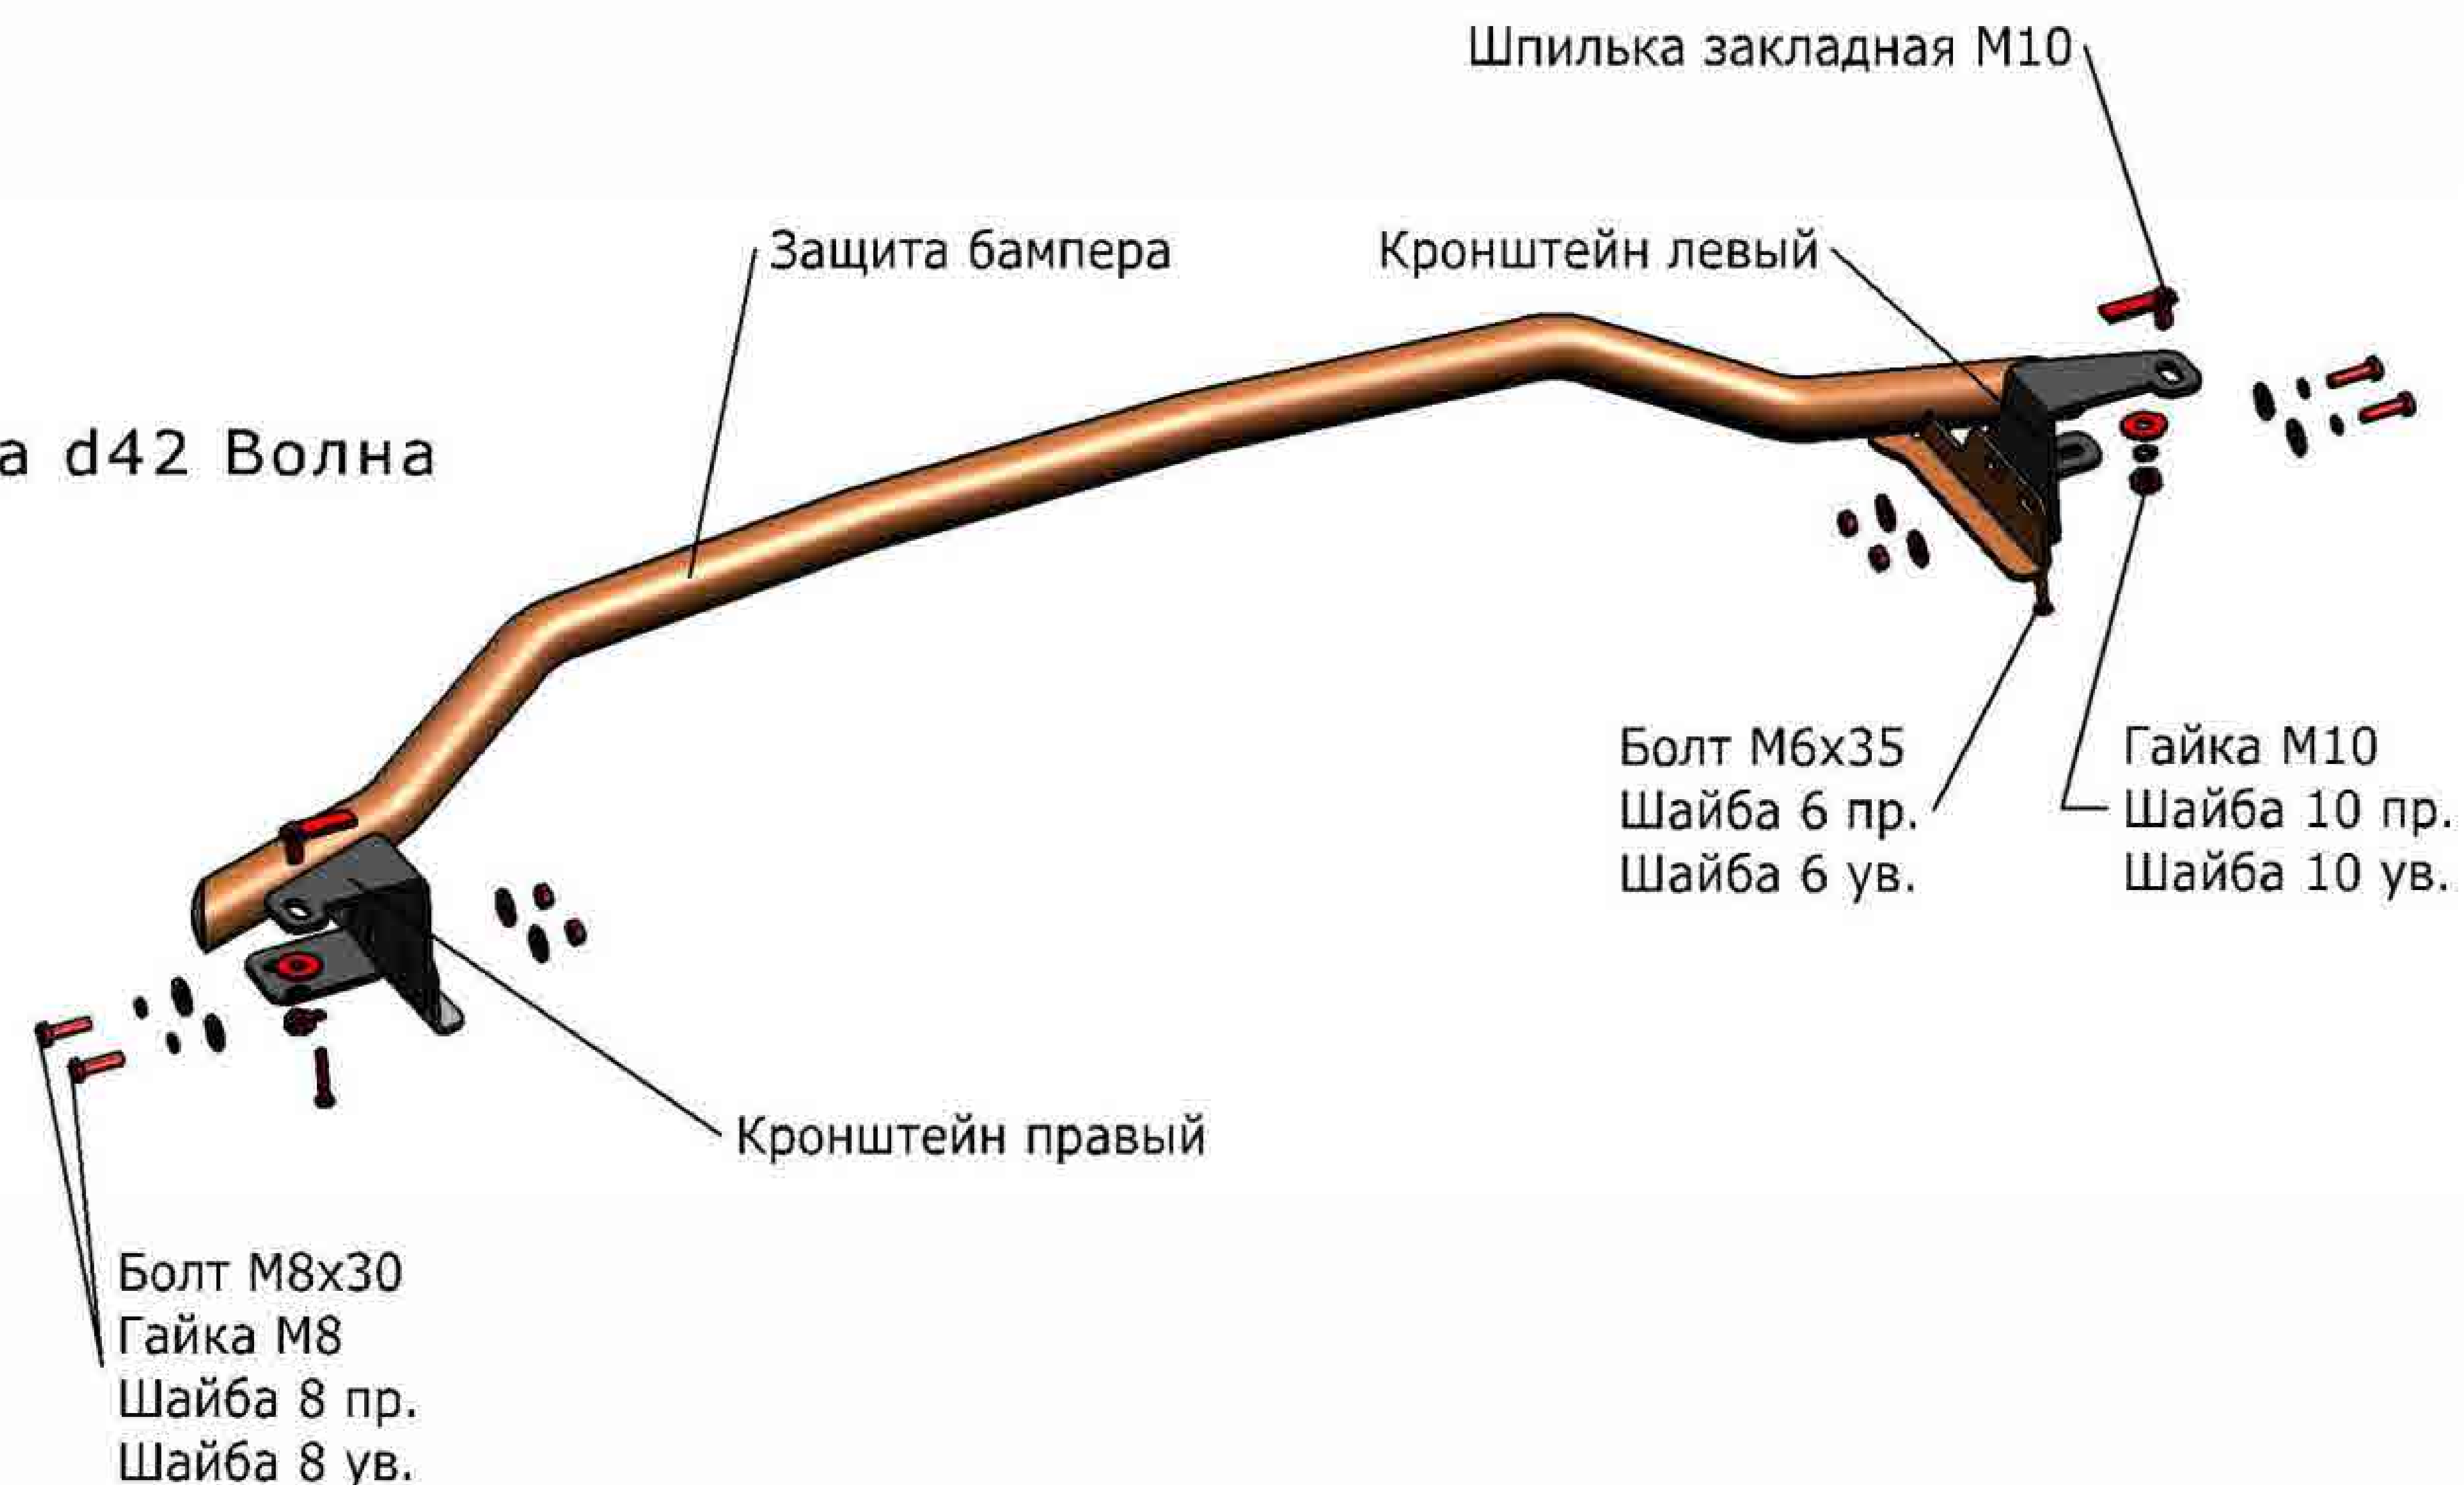 Шпилька закладная М10
Защита бампера
Кронштейн левый
а d42 Волна
Болт М6х35
Шайба 6 пр.
Шайба 6 ув.
Гайка М10
Шайба 10 пр.
Шайба 10 ув.
Кронштейн правый
Болт М8х30
Гайка М8
Шайба 8 пр.
Шайба 8 ув.